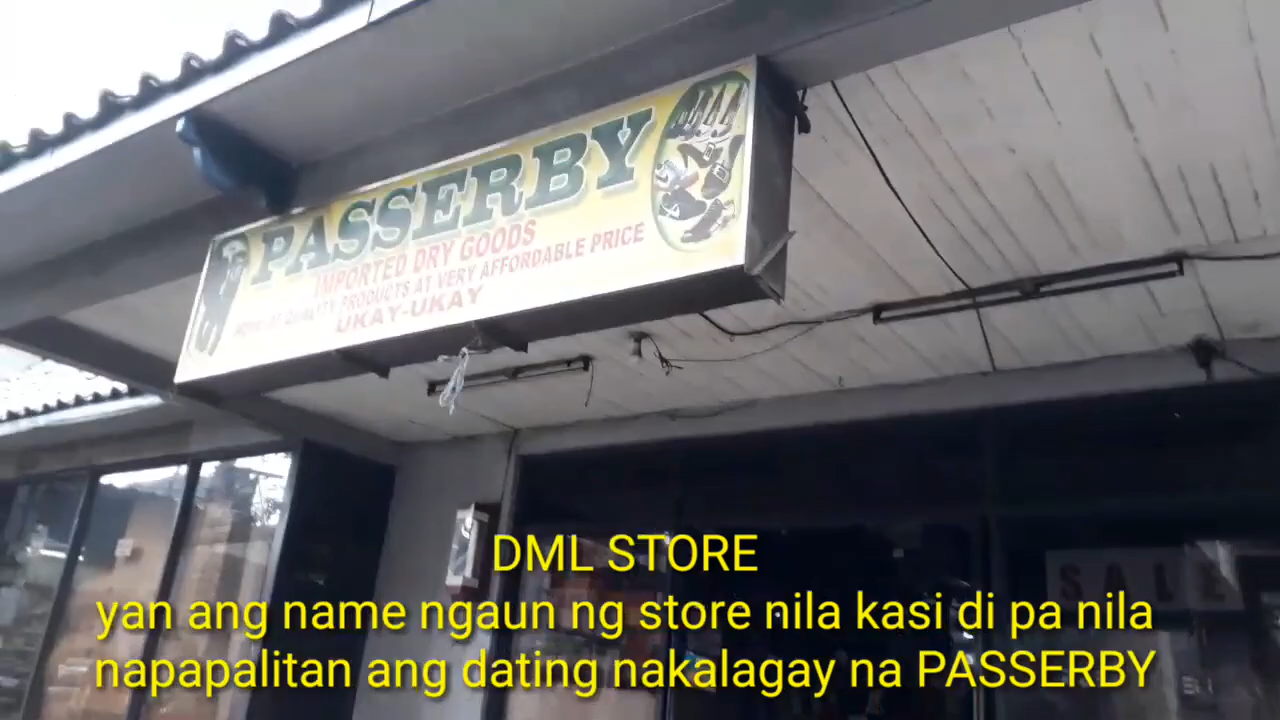 PASSERBY
IMPORTED DRY GOODS
QUALITY PRODUCTS AT VERY AFFORDABLE PRICE
UKAY-UKAY
SALE
DML STORE
yan ang name ngaun ng store nila kasi di pa nila
napapalitan ang dating nakalagay na PASSERBY